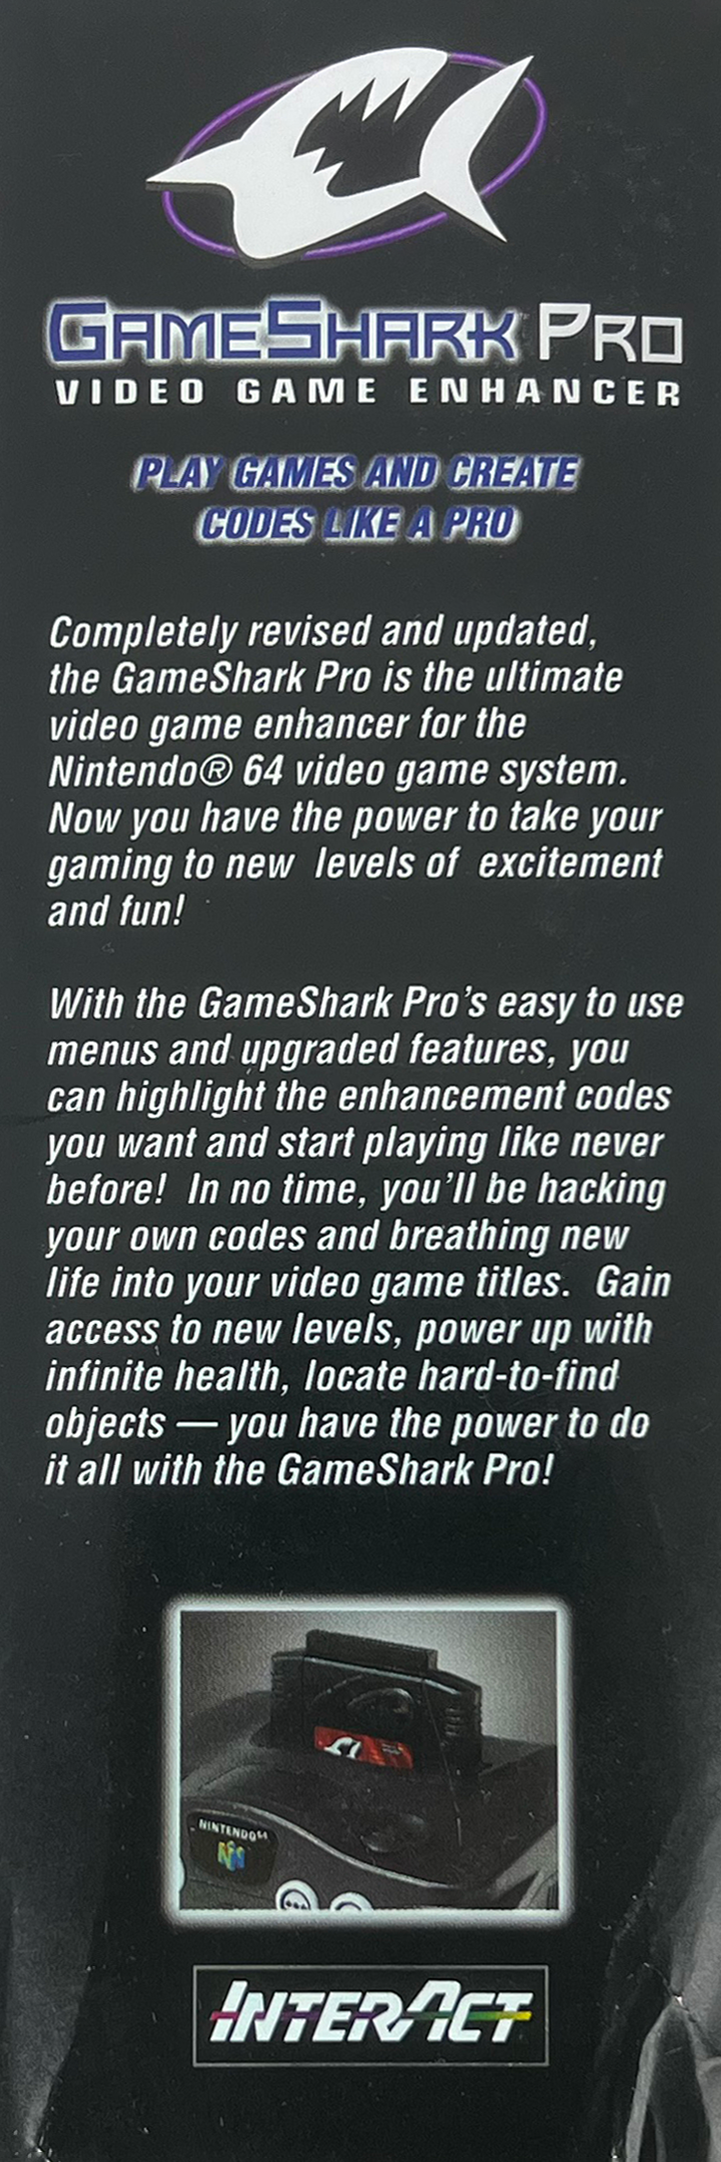 GAMESHARK PRO
VIDEO GAME ENHANCER
PLAY GAMES AND CREATE
CODES LIKE A PRO
Completely revised and updated,
the GameShark Pro is the ultimate
video game enhancer for the
Nintendo® 64 video game system.
Now you have the power to take your
gaming to new levels of excitement
and fun!
With the GameShark Pro's easy to use
menus and upgraded features, you
can highlight the enhancement codes
you want and start playing like never
before! In no time, you'll be hacking
your own codes and breathing new
life into your video game titles. Gain
access to new levels, power up with
infinite health, locate hard-to-find
objects — you have the power to do
it all with the GameShark Pro!
NINTENDO64
INTERACT